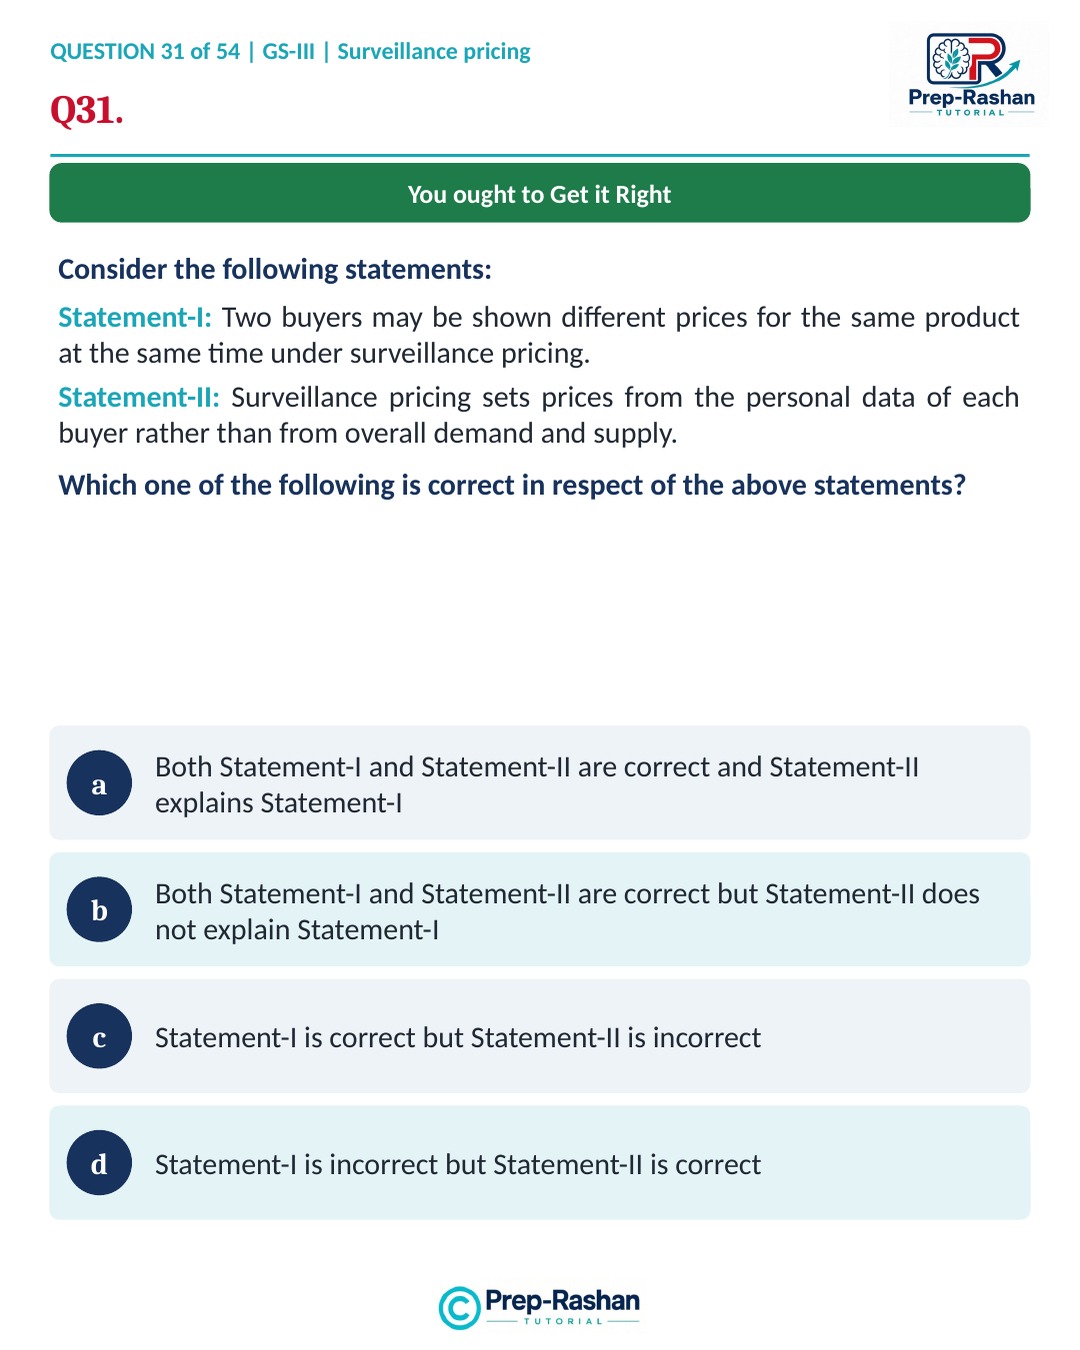 QUESTION 31 of 54 | GS-III | Surveillance pricing
Prep-Rashan
TUTORIAL
Q31.
You ought to Get it Right
Consider the following statements:
Statement-I: Two buyers may be shown different prices for the same product
at the same time under surveillance pricing.
Statement-II: Surveillance pricing sets prices from the personal data of each
buyer rather than from overall demand and supply.
Which one of the following is correct in respect of the above statements?
a
Both Statement-I and Statement-II are correct and Statement-II
explains Statement-I
b
Both Statement-I and Statement-II are correct but Statement-II does
not explain Statement-I
c
Statement-I is correct but Statement-II is incorrect
d
Statement-I is incorrect but Statement-II is correct
© Prep-Rashan
TUTORIAL